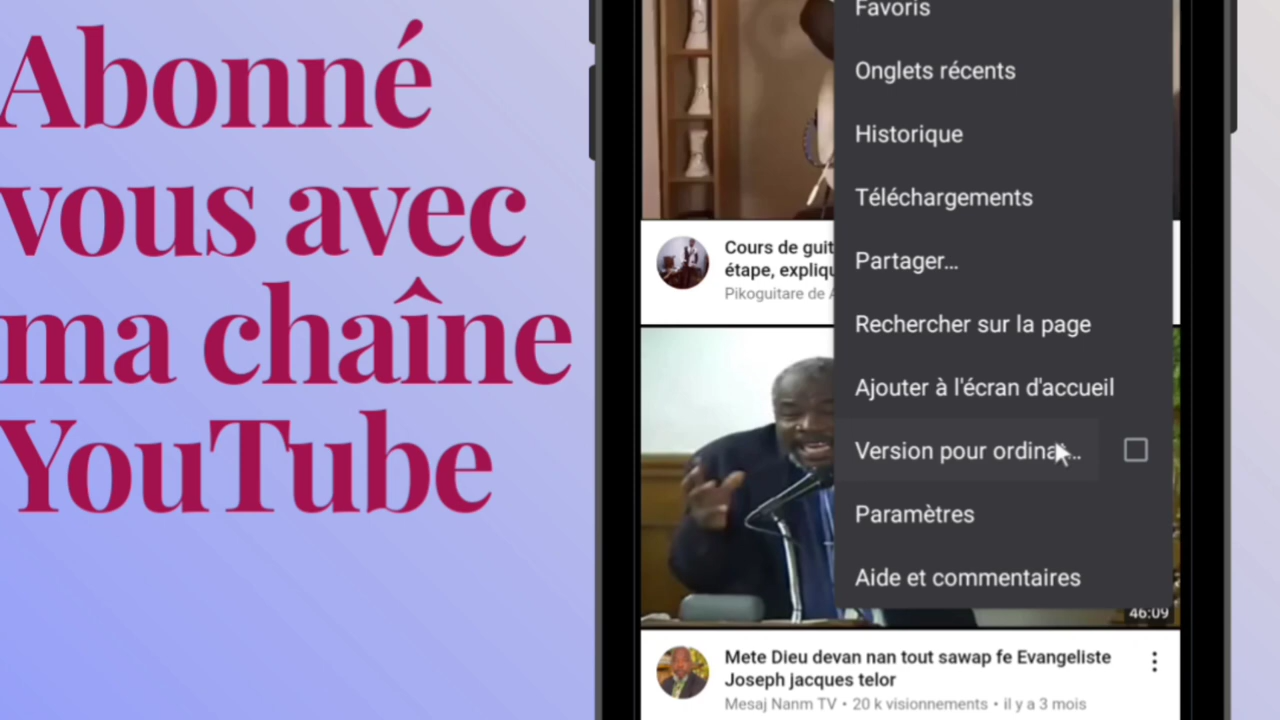 Abonné
vous avec
ma chaîne
YouTube
Favoris
Onglets récents
Historique
Téléchargements
Partager...
Rechercher sur la page
Ajouter à l'écran d'accueil
Version pour ordina...
Paramètres
Aide et commentaires
Cours de guit
étape, expliqu
Pikoguitare de A
46:09
Mete Dieu devan nan tout sawap fe Evangeliste
Joseph jacques telor
Mesaj Nanm TV • 20 k visionnements • il y a 3 mois